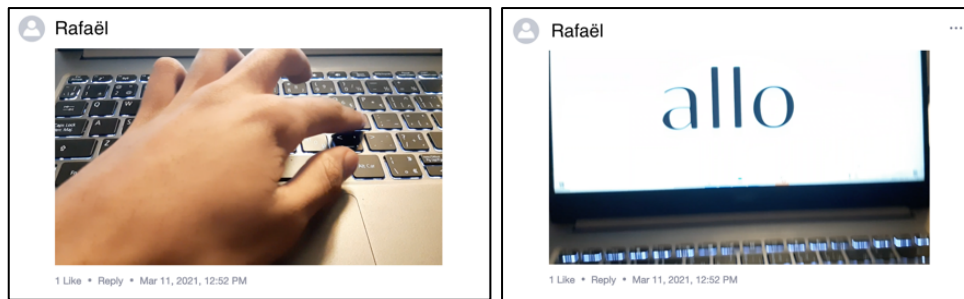 Rafaël
1 Like • Reply • Mar 11, 2021, 12:52 PM
Rafaël
allo
1 Like • Reply • Mar 11, 2021, 12:52 PM